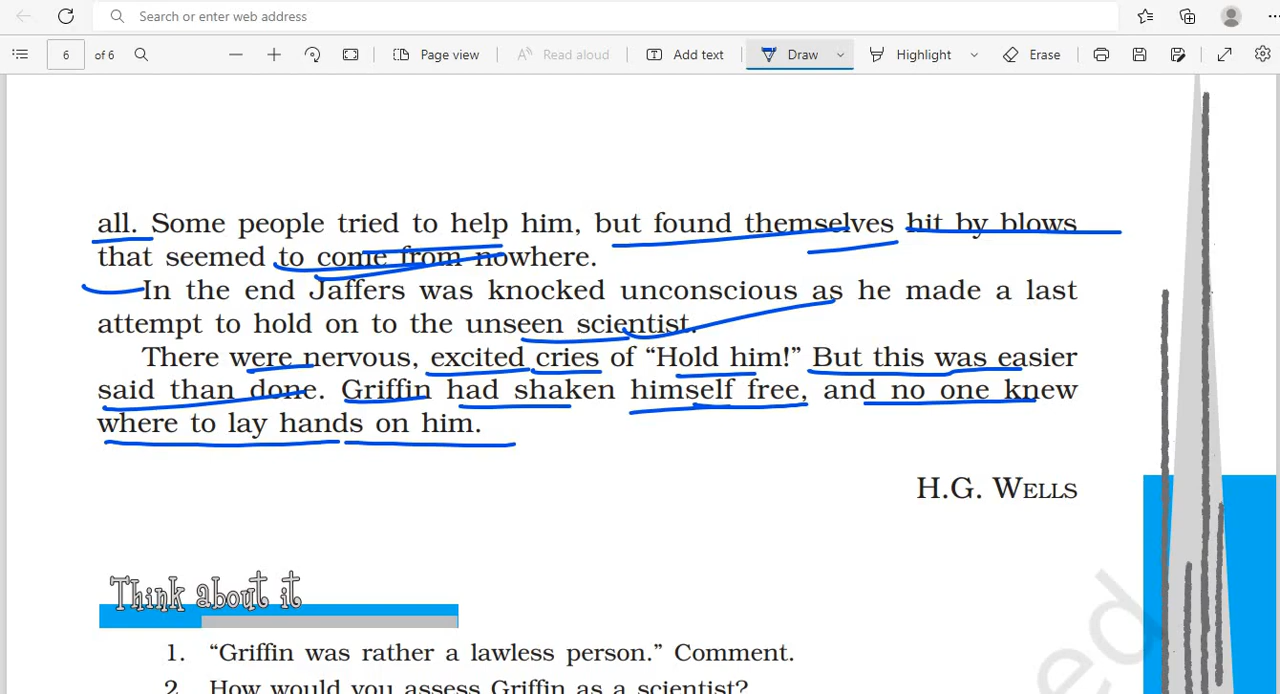 Search or enter web address
6 of 6 Page view Read aloud Add text Draw Highlight Erase
all. Some people tried to help him, but found themselves hit by blows
that seemed to come from nowhere.
In the end Jaffers was knocked unconscious as he made a last
attempt to hold on to the unseen scientist.
There were nervous, excited cries of “Hold him!” But this was easier
said than done. Griffin had shaken himself free, and no one knew
where to lay hands on him.
H.G. WELLS
Think about it
1. “Griffin was rather a lawless person.” Comment.
2. How would you assess Griffin as a scientist?
ed